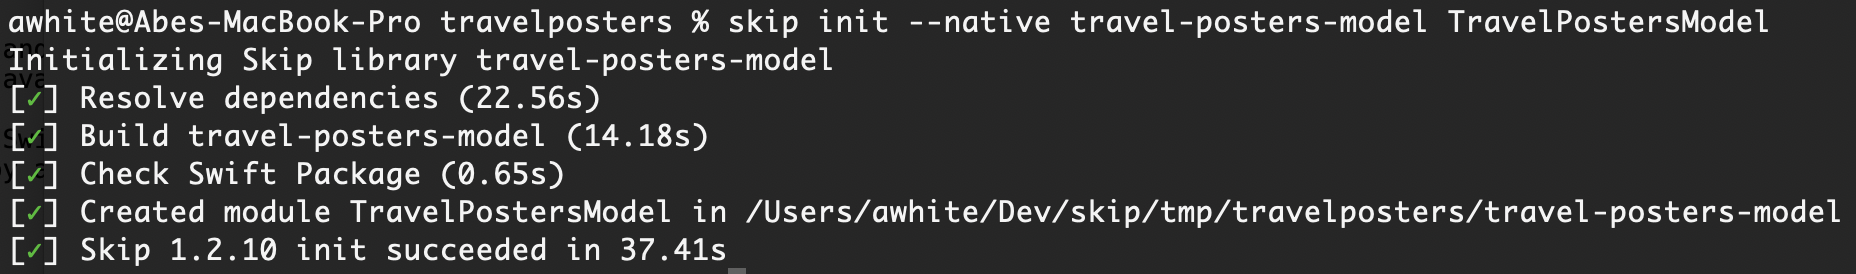 awhite@Abes-MacBook-Pro travelposters % skip init --native travel-posters-model TravelPostersModel
Initializing Skip library travel-posters-model
[✓] Resolve dependencies (22.56s)
[✓] Build travel-posters-model (14.18s)
[✓] Check Swift Package (0.65s)
[✓] Created module TravelPostersModel in /Users/awhite/Dev/skip/tmp/travelposters/travel-posters-model
[✓] Skip 1.2.10 init succeeded in 37.41s